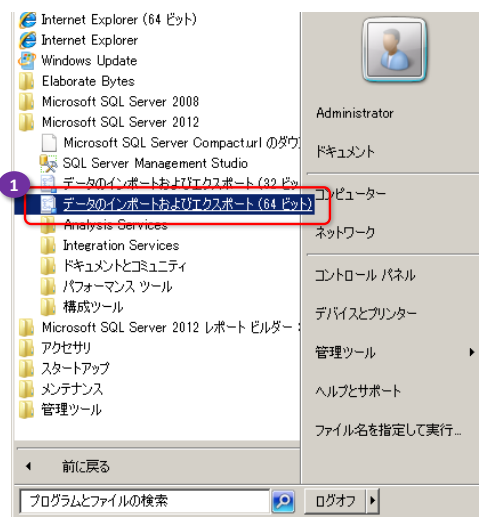 Internet Explorer (64 ビット)
Internet Explorer
Windows Update
Elaborate Bytes
Microsoft SQL Server 2008
Microsoft SQL Server 2012
Microsoft SQL Server Compact.url のダウ
SQL Server Management Studio
データのインポートおよびエクスポート (32 ビッ
1
データのインポートおよびエクスポート (64 ビット)
Analysis Services
Integration Services
ドキュメントとコミュニティ
パフォーマンス ツール
構成ツール
Microsoft SQL Server 2012 レポート ビルダー
アクセサリ
スタートアップ
メンテナンス
管理ツール
前に戻る
プログラムとファイルの検索
Administrator
ドキュメント
コンピューター
ネットワーク
コントロール パネル
デバイスとプリンター
管理ツール
ヘルプとサポート
ファイル名を指定して実行...
ログオフ